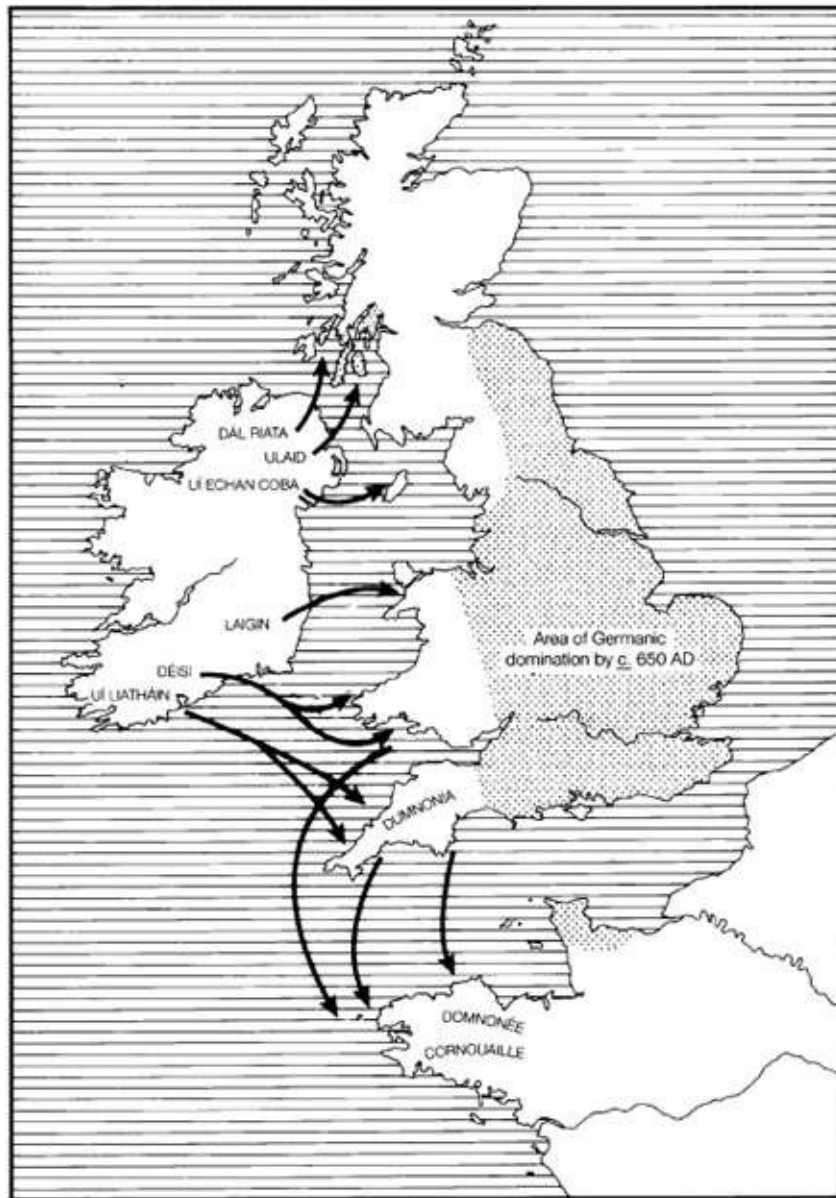 DÁL RIATA
ULAID
UÍ ECHAN COBA
LAIGIN
Area of Germanic
domination by c. 650 AD
DÉISI
UÍ LIATHÁIN
DUMNONIA
DOMNONÉE
CORNOUAILLE